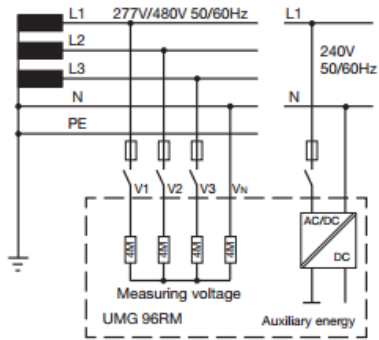 L1 277V/480V 50/60Hz L1
L2
240V
50/60Hz
L3
N N
PE
V1 V2 V3 VN
AC/DC
4M 4M 4M 4M
DC
Measuring voltage
UMG 96RM Auxiliary energy